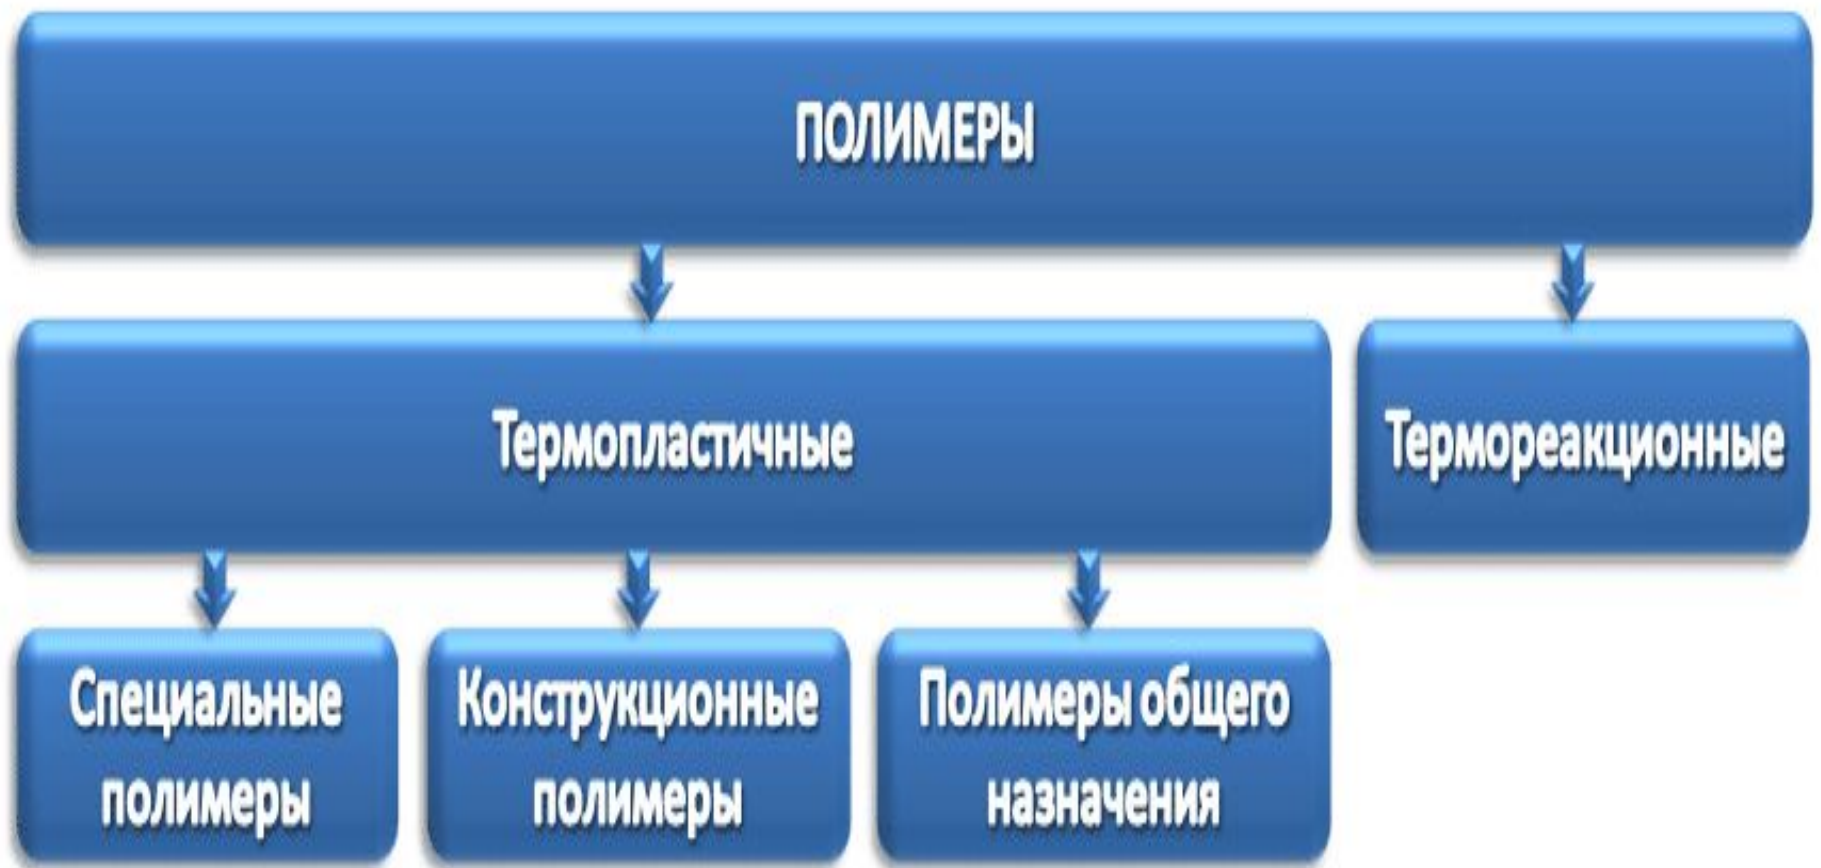 ПОЛИМЕРЫ
Термопластичные
Термореакционные
Специальные
полимеры
Конструкционные
полимеры
Полимеры общего
назначения